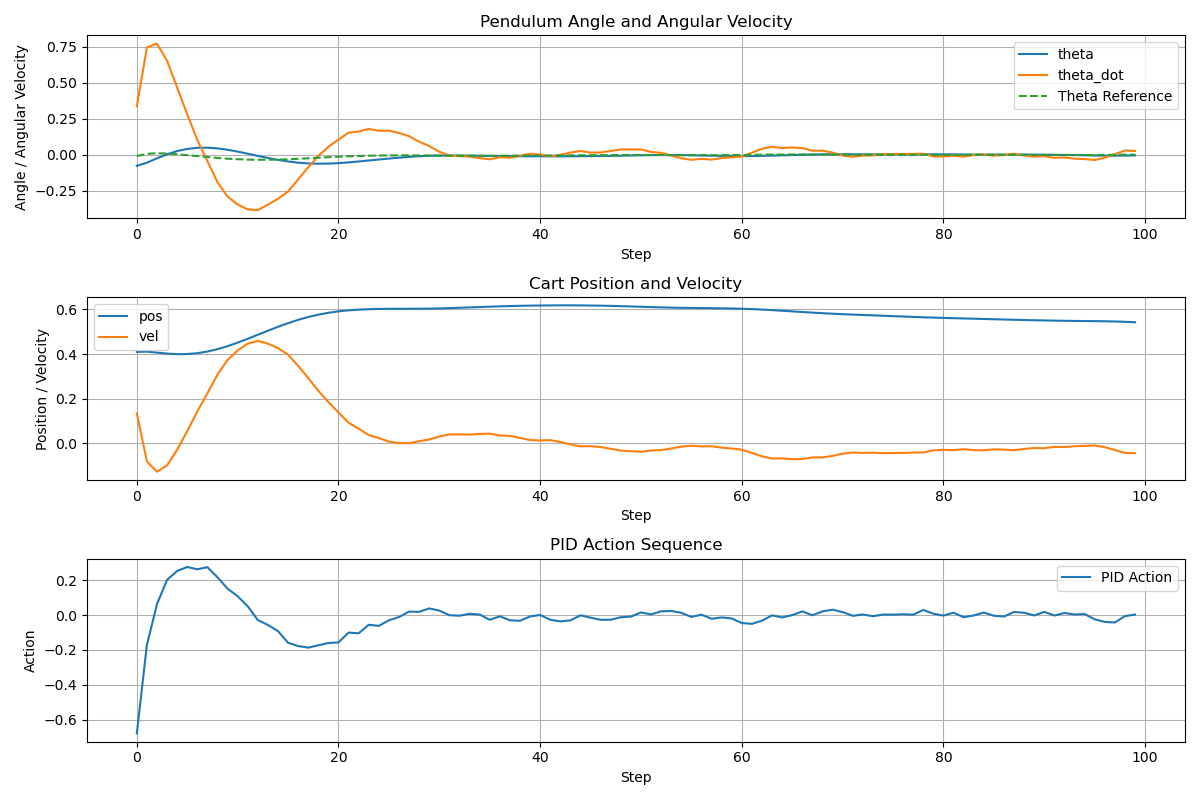 Pendulum Angle and Angular Velocity
Angle / Angular Velocity
0.75
0.50
0.25
0.00
−0.25
theta
theta_dot
Theta Reference
0
20
40
60
80
100
Step
Cart Position and Velocity
Position / Velocity
0.6
0.4
0.2
0.0
pos
vel
0
20
40
60
80
100
Step
PID Action Sequence
Action
0.2
0.0
−0.2
−0.4
−0.6
PID Action
0
20
40
60
80
100
Step